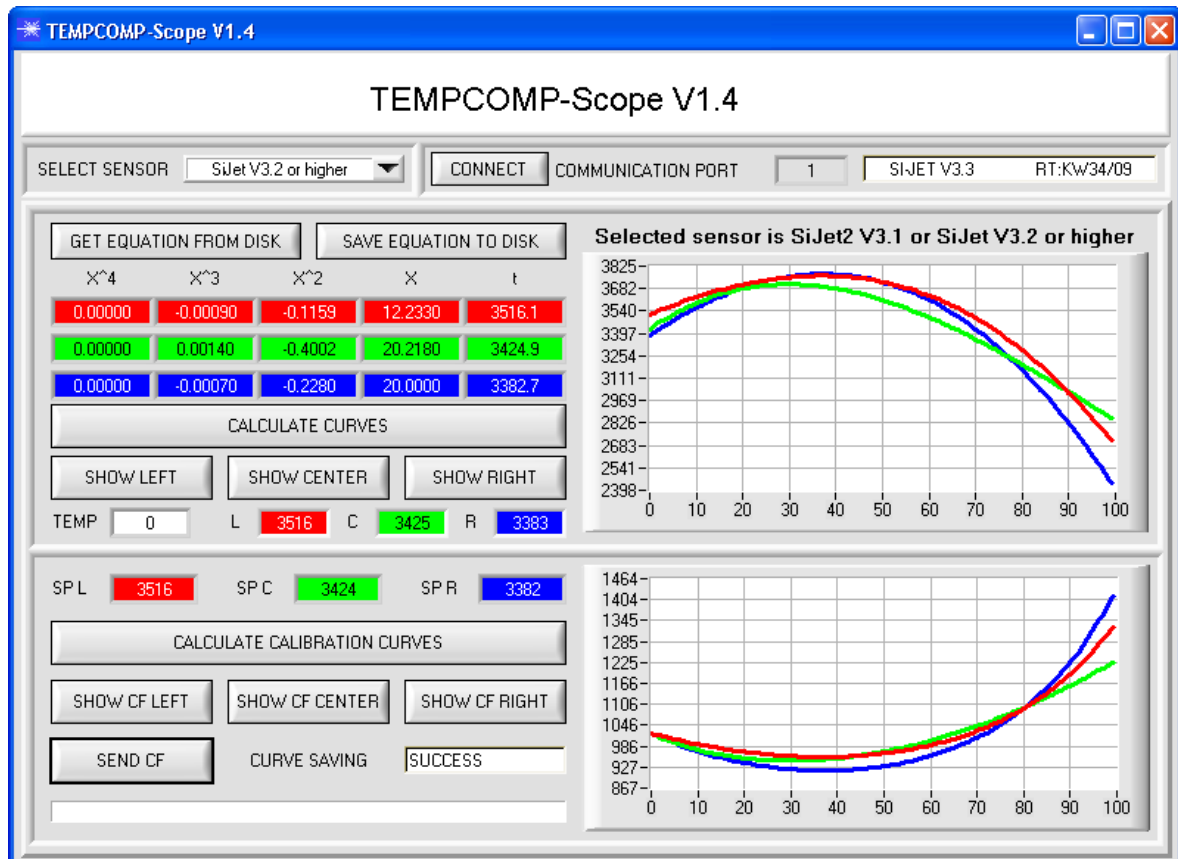 TEMPCOMP-Scope V1.4
TEMPCOMP-Scope V1.4
SELECT SENSOR SiJet V3.2 or higher CONNECT COMMUNICATION PORT 1 SI-JET V3.3 RT:KW34/09
GET EQUATION FROM DISK SAVE EQUATION TO DISK
X^4 X^3 X^2 X t
0.00000 -0.00090 -0.1159 12.2330 3516.1
0.00000 0.00140 -0.4002 20.2180 3424.9
0.00000 -0.00070 -0.2280 20.0000 3382.7
CALCULATE CURVES
SHOW LEFT SHOW CENTER SHOW RIGHT
TEMP 0 L 3516 C 3425 R 3383
Selected sensor is SiJet2 V3.1 or SiJet V3.2 or higher
3825
3682
3540
3397
3254
3111
2969
2826
2683
2541
2398
0 10 20 30 40 50 60 70 80 90 100
SP L 3516 SP C 3424 SP R 3382
CALCULATE CALIBRATION CURVES
SHOW CF LEFT SHOW CF CENTER SHOW CF RIGHT
SEND CF CURVE SAVING SUCCESS
1464
1404
1345
1285
1225
1166
1106
1046
986
927
867
0 10 20 30 40 50 60 70 80 90 100